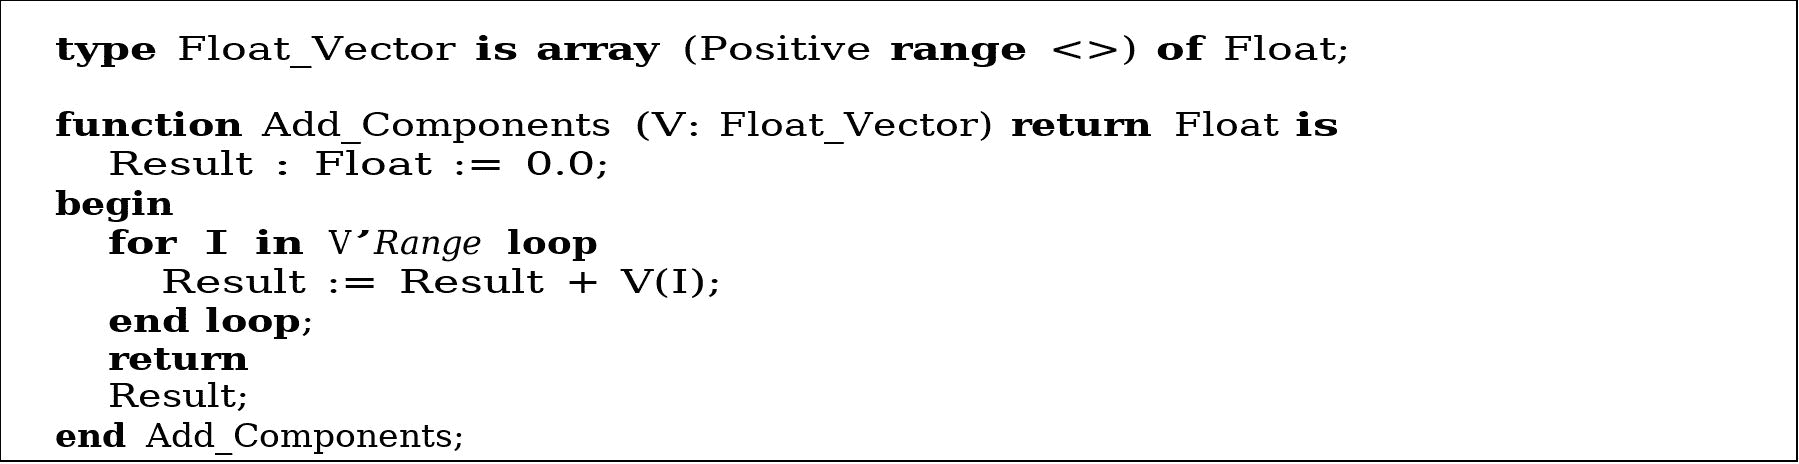 type Float_Vector is array (Positive range <>) of Float;
function Add_Components (V: Float_Vector) return Float is
Result : Float := 0.0;
begin
for I in V’Range loop
Result := Result + V(I);
end loop;
return
Result;
end Add_Components;